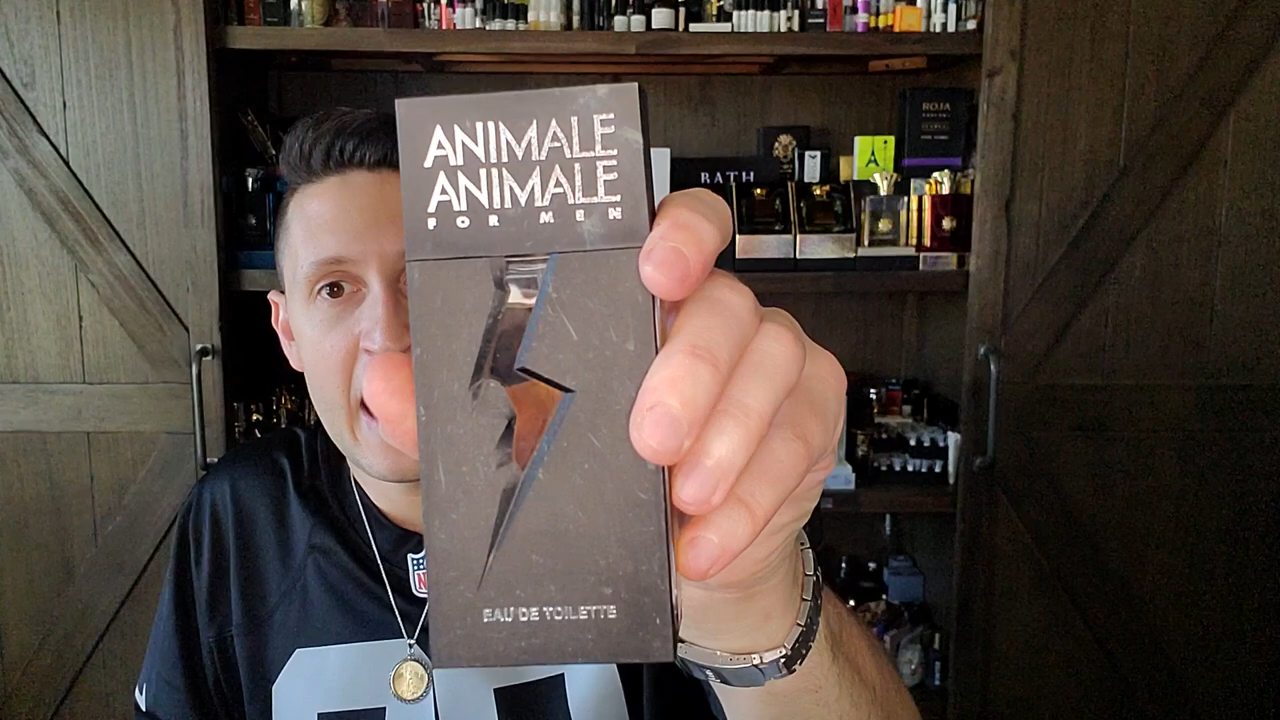 ANIMALE
ANIMALE
FOR MEN
EAU DE TOILETTE
ROJA
BATH